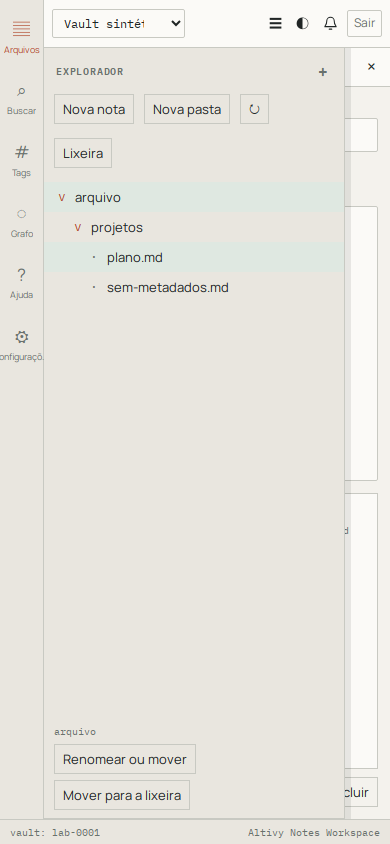 Vault sintét
Sair
Arquivos
Buscar
Tags
Grafo
Ajuda
onfiguraçõ
EXPLORADOR
+
×
Nova nota
Nova pasta
Lixeira
v arquivo
v projetos
· plano.md
· sem-metadados.md
d
arquivo
Renomear ou mover
Mover para a lixeira
cluir
vault: lab-0001
Altivy Notes Workspace